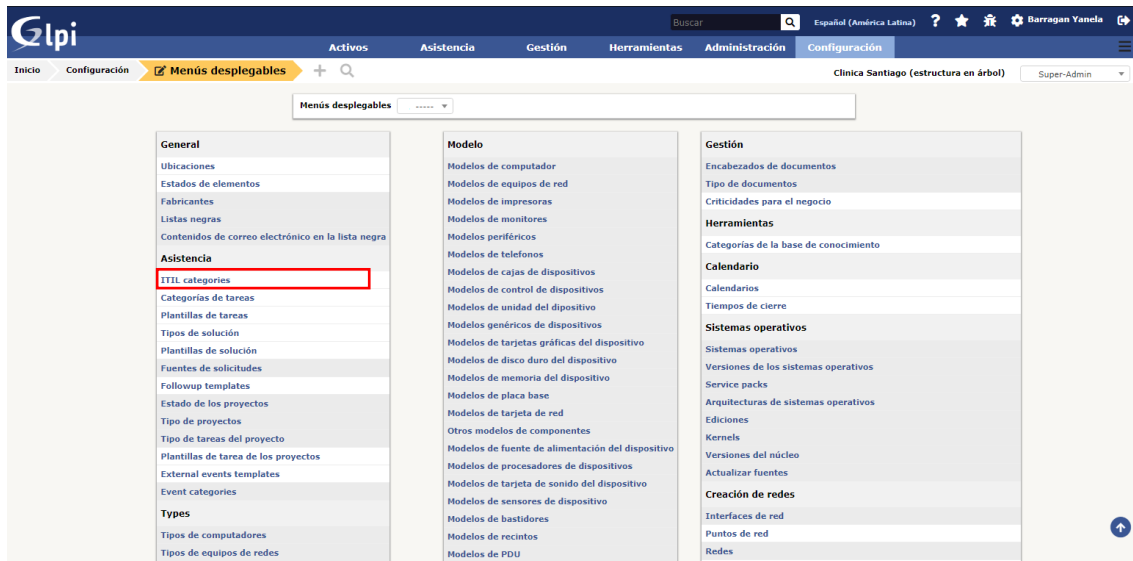 Glpi
Buscar
Español (América Latina)
?
Barragan Yanela
Activos
Asistencia
Gestión
Herramientas
Administración
Configuración
Inicio
Configuración
Menús desplegables
Clinica Santiago (estructura en árbol)
Super-Admin
Menús desplegables
-----
General
Ubicaciones
Estados de elementos
Fabricantes
Listas negras
Contenidos de correo electrónico en la lista negra
Asistencia
ITIL categories
Categorías de tareas
Plantillas de tareas
Tipos de solución
Plantillas de solución
Fuentes de solicitudes
Followup templates
Estado de los proyectos
Tipo de proyectos
Tipo de tareas del proyecto
Plantillas de tarea de los proyectos
External events templates
Event categories
Types
Tipos de computadores
Tipos de equipos de redes
Modelo
Modelos de computador
Modelos de equipos de red
Modelos de impresoras
Modelos de monitores
Modelos periféricos
Modelos de telefonos
Modelos de cajas de dispositivos
Modelos de control de dispositivos
Modelos de unidad del dipositivo
Modelos genéricos de dispositivos
Modelos de tarjetas gráficas del dispositivo
Modelos de disco duro del dispositivo
Modelos de memoria del dispositivo
Modelos de placa base
Modelos de tarjeta de red
Otros modelos de componentes
Modelos de fuente de alimentación del dispositivo
Modelos de procesadores de dispositivos
Modelos de tarjeta de sonido del dispositivo
Modelos de sensores de dispositivo
Modelos de bastidores
Modelos de recintos
Modelos de PDU
Gestión
Encabezados de documentos
Tipo de documentos
Criticidades para el negocio
Herramientas
Categorías de la base de conocimiento
Calendario
Calendarios
Tiempos de cierre
Sistemas operativos
Sistemas operativos
Versiones de los sistemas operativos
Service packs
Arquitecturas de sistemas operativos
Ediciones
Kernels
Versiones del núcleo
Actualizar fuentes
Creación de redes
Interfaces de red
Puntos de red
Redes